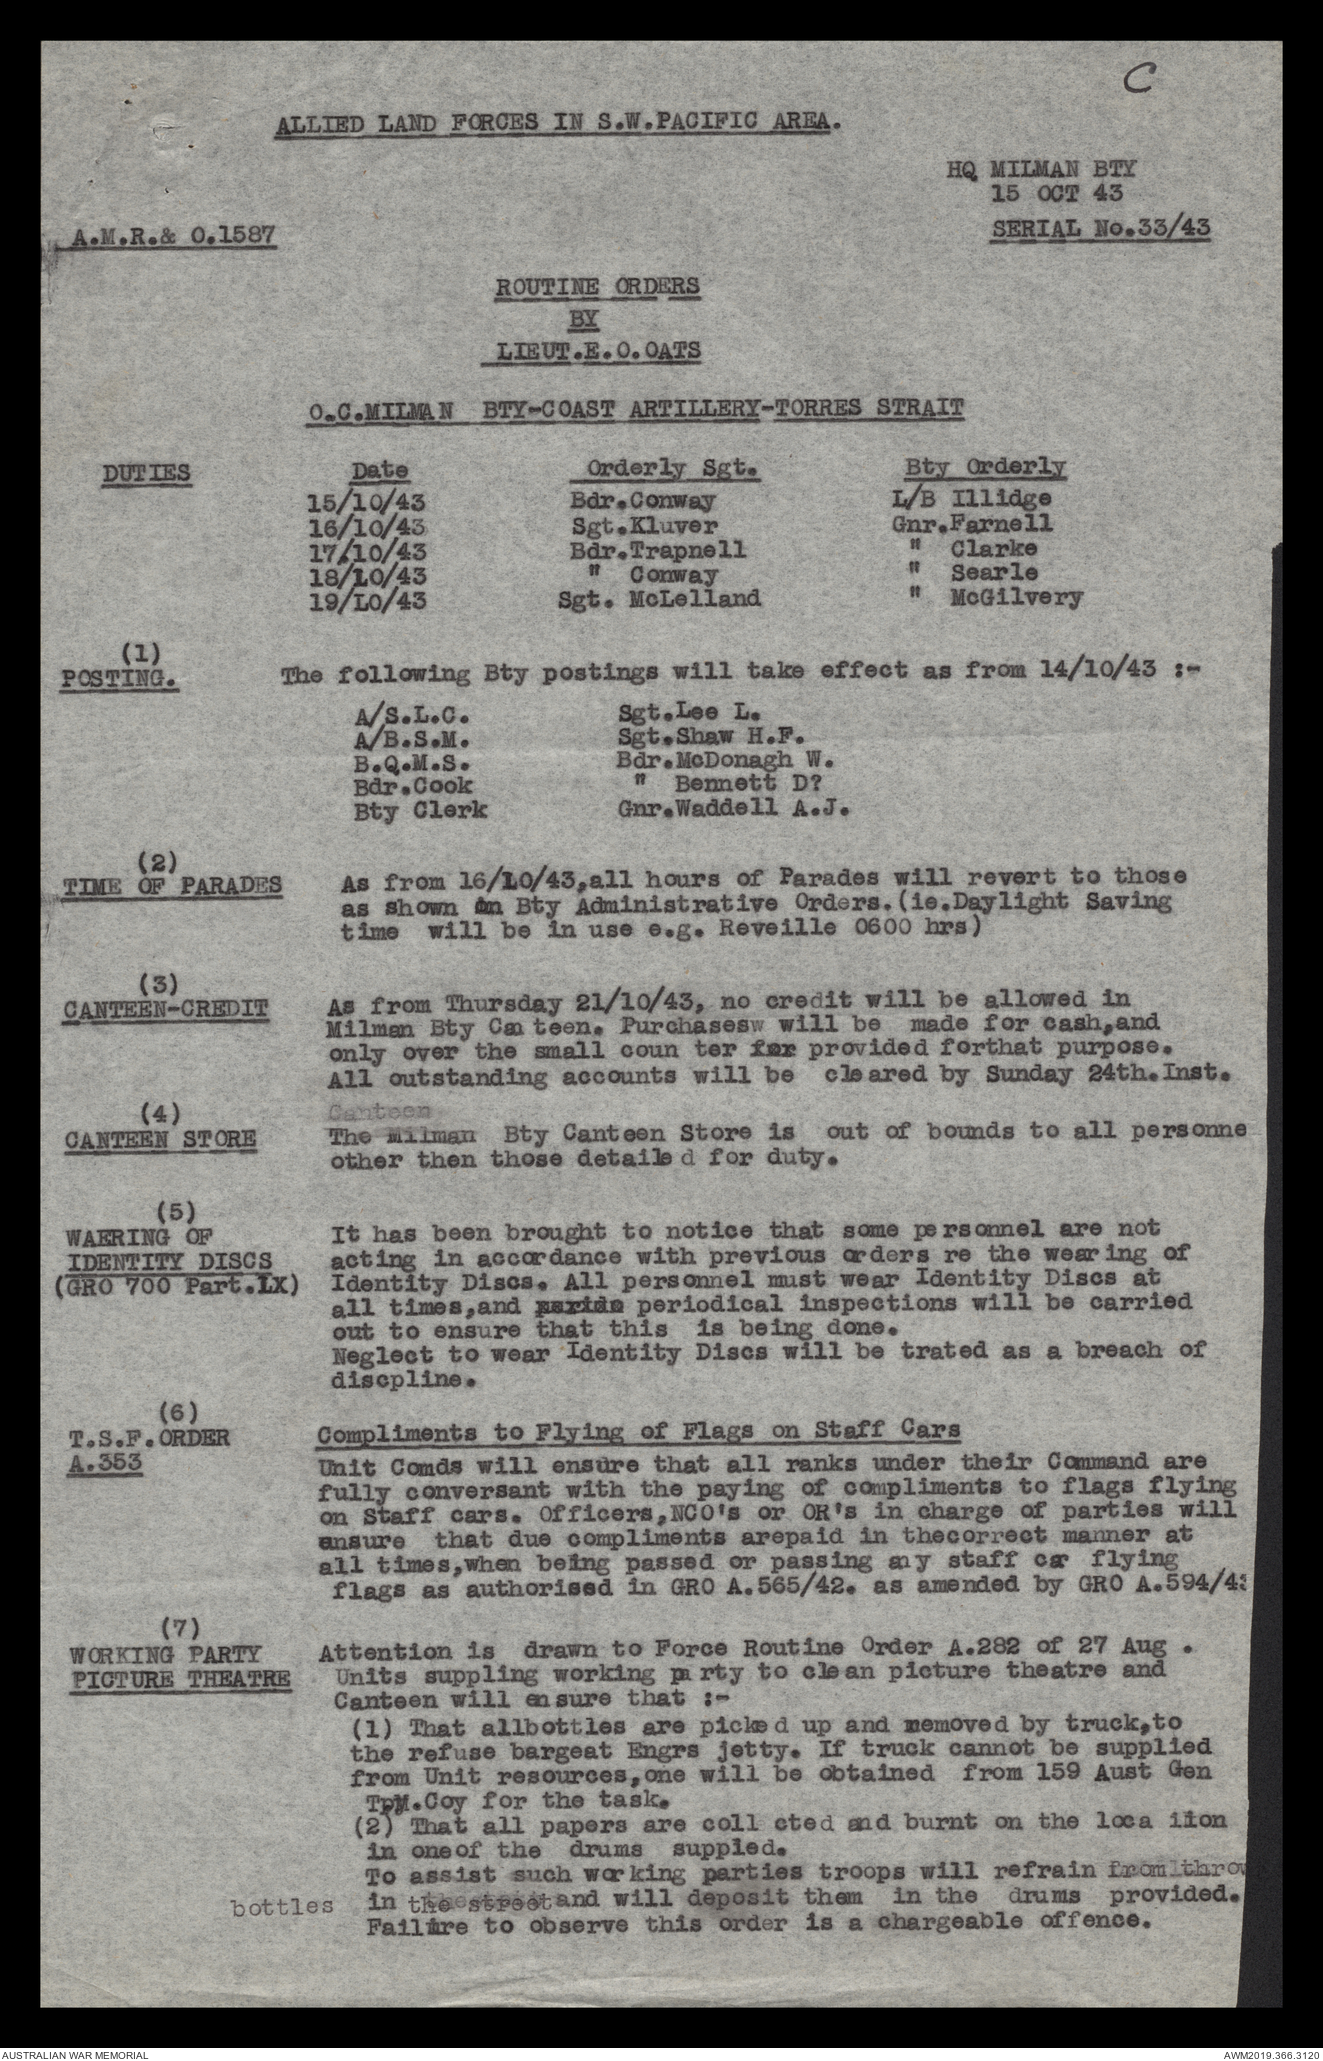 C
ALLIED LAND FORCES IN S.W.PACIFIC AREA.
HQ MILMAN BTY
15 OCT 43
A.M.R.& O.1587
SERIAL No.33/43
ROUTINE ORDERS
BY
LIEUT.E.O.OATS
O.C.MILMAN BTY-COAST ARTILLERY-TORRES STRAIT
DUTIES Date Orderly Sgt. Bty Orderly
15/10/43 Bdr.Conway L/B Illidge
16/10/43 Sgt.Kluver Gnr.Farnell
17/10/43 Bdr.Trapnell " Clarke
18/10/43 " Conway " Searle
19/10/43 Sgt. McLelland " McGilvery
(1)
POSTING. The following Bty postings will take effect as from 14/10/43 :-
A/S.L.C. Sgt.Lee L.
A/B.S.M. Sgt.Shaw H.F.
B.Q.M.S. Bdr.McDonagh W.
Bdr.Cook " Bennett D?
Bty Clerk Gnr.Waddell A.J.
(2)
TIME OF PARADES As from 16/10/43,all hours of Parades will revert to those
as shown in Bty Administrative Orders.(ie.Daylight Saving
time will be in use e.g. Reveille 0600 hrs)
(3)
CANTEEN-CREDIT As from Thursday 21/10/43, no credit will be allowed in
Milman Bty Can teen. Purchasesw will be made for cash,and
only over the small coun ter for provided forthat purpose.
All outstanding accounts will be cleared by Sunday 24th.Inst.
(4) Canteen
CANTEEN STORE The Milman Bty Canteen Store is out of bounds to all personne
other then those detaile d for duty.
(5)
WAERING OF
IDENTITY DISCS
(GRO 700 Part.LX)
It has been brought to notice that some personnel are not
acting in accordance with previous orders re the wearing of
Identity Discs. All personnel must wear Identity Discs at
all times,and periodical inspections will be carried
out to ensure that this is being done.
Neglect to wear Identity Discs will be trated as a breach of
discpline.
(6)
T.S.F.ORDER
A.353
Compliments to Flying of Flags on Staff Cars
Unit Comds will ensure that all ranks under their Command are
fully conversant with the paying of compliments to flags flying
on Staff cars. Officers,NCO's or OR's in charge of parties will
ensure that due compliments arepaid in thecorrect manner at
all times,when being passed or passing any staff car flying
flags as authorised in GRO A.565/42. as amended by GRO A.594/43
(7)
WORKING PARTY
PICTURE THEATRE
Attention is drawn to Force Routine Order A.282 of 27 Aug .
Units suppling working pa rty to clean picture theatre and
Canteen will ensure that :-
(1) That allbottles are picke d up and memoved by truck,to
the refuse bargeat Engrs jetty. If truck cannot be supplied
from Unit resources,one will be obtained from 159 Aust Gen
Tpt.Coy for the task.
(2) That all papers are coll cted and burnt on the loca iion
in oneof the drums suppled.
To assist such working parties troops will refrain from throw
bottles in the street and will deposit them in the drums provided.
Failure to observe this order is a chargeable offence.
AUSTRALIAN WAR MEMORIAL
AWM2019.366.3120